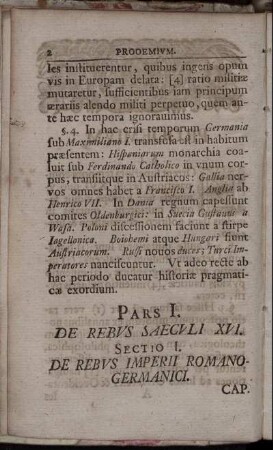 2 PROOEMIVM.
les instituerentur, quibus ingens opum
vis in Europam delata: [4] ratio militiæ
mutaretur, sufficientibus iam principum
ærariis alendo militi perpetuo, quem an-
te hæc tempora ignorauimus.
§. 4. In hac crisi temporum Germania
sub Maximiliano I. transfusa est in habitum
præsentem: Hispaniarum monarchia coa-
luit sub Ferdinando Catholico in vnum cor-
pus, transiitque in Austriacos: Gallia ner-
vos omnes habet a Francisco I. Anglia ab
Henrico VII. In Dania regnum capessunt
comites Oldenburgici: in Suecia Gustauus a
Wasa. Poloni discessionem faciunt a stirpe
Iagellonica. Boiohemi atque Hungari fiunt
Austriacorum. Russi nouos duces; Turci Im-
peratores nanciscuntur. Vt adeo recte ab
hac periodo ducatur historiæ pragmati-
cæ exordium.
PARS I.
DE REBVS SAECVLI XVI.
SECTIO I.
DE REBVS IMPERII ROMANO-
GERMANICI.
CAP.